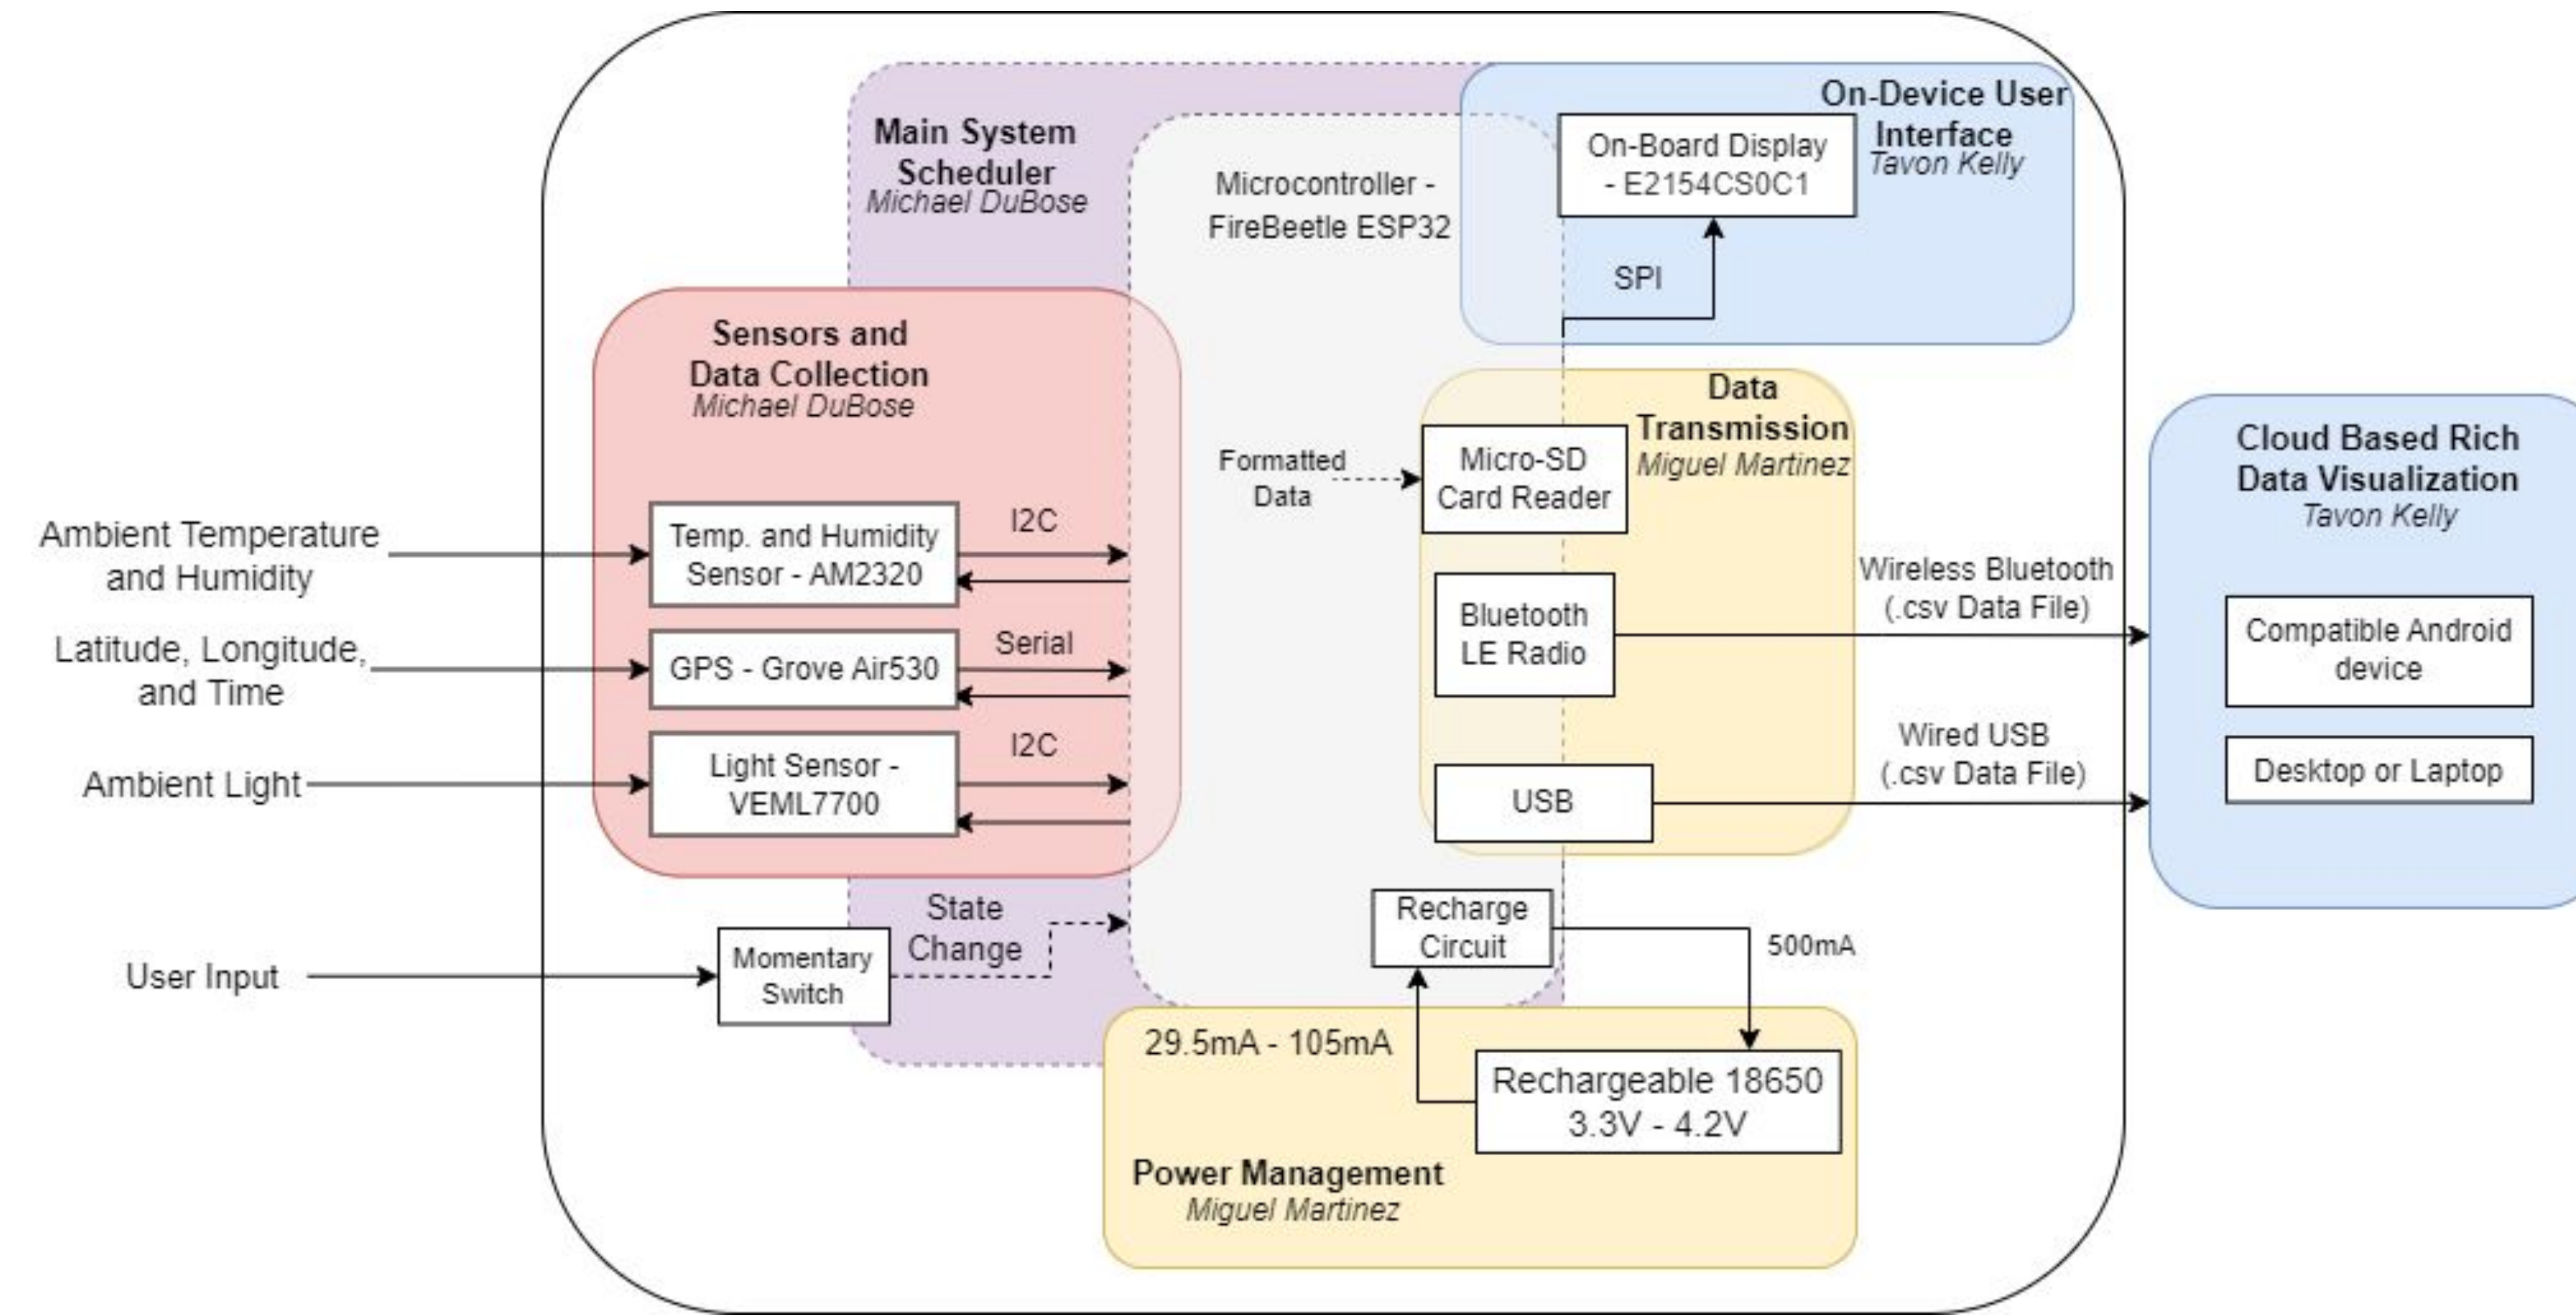 On-Device User
Interface
Tavon Kelly
Main System
Scheduler
Michael DuBose
Microcontroller -
FireBeetle ESP32
On-Board Display
- E2154CS0C1
SPI
Sensors and
Data Collection
Michael DuBose
Data
Transmission
Miguel Martinez
Formatted
Data
Micro-SD
Card Reader
Cloud Based Rich
Data Visualization
Tavon Kelly
Ambient Temperature
and Humidity
Temp. and Humidity
Sensor - AM2320
I2C
Latitude, Longitude,
and Time
GPS - Grove Air530
Serial
Ambient Light
Light Sensor -
VEML7700
I2C
Bluetooth
LE Radio
Wireless Bluetooth
(.csv Data File)
Compatible Android
device
USB
Wired USB
(.csv Data File)
Desktop or Laptop
User Input
Momentary
Switch
State
Change
Recharge
Circuit
500mA
29.5mA - 105mA
Rechargeable 18650
3.3V - 4.2V
Power Management
Miguel Martinez